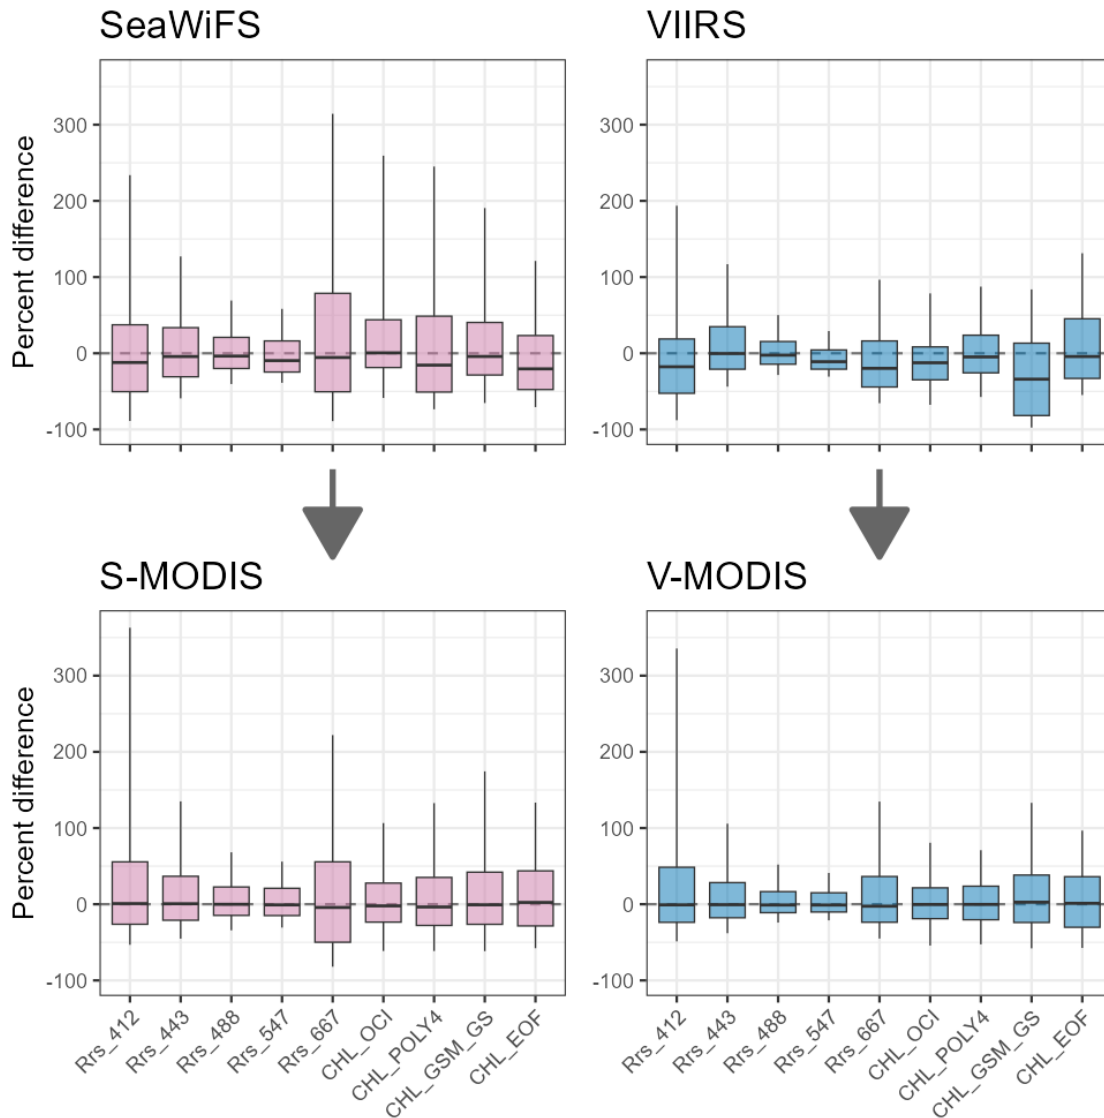 SeaWiFS
VIIRS
Percent difference
300
200
100
0
-100
300
200
100
0
-100
S-MODIS
V-MODIS
Percent difference
300
200
100
0
-100
300
200
100
0
-100
Rrs_412
Rrs_443
Rrs_488
Rrs_547
Rrs_667
CHL_OCI
CHL_POLY4
CHL_GSM_GS
CHL_EOF
Rrs_412
Rrs_443
Rrs_488
Rrs_547
Rrs_667
CHL_OCI
CHL_POLY4
CHL_GSM_GS
CHL_EOF